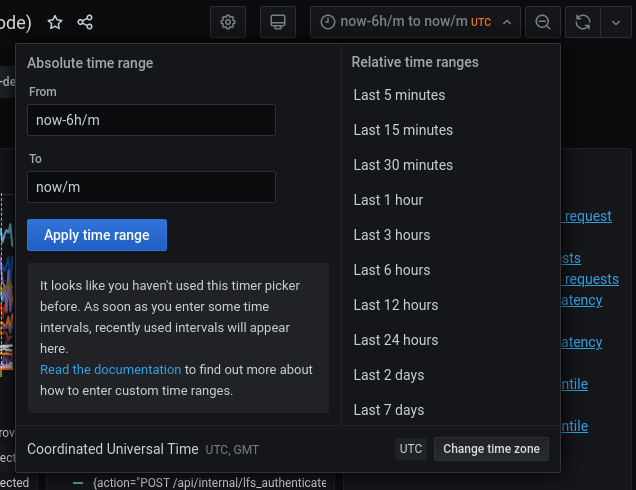 ode)
now-6h/m to now/m UTC
-de
Absolute time range
From
now-6h/m
To
now/m
Apply time range
It looks like you haven't used this timer picker
before. As soon as you enter some time
intervals, recently used intervals will appear
here.
Read the documentation to find out more about
how to enter custom time ranges.
Relative time ranges
Last 5 minutes
Last 15 minutes
Last 30 minutes
Last 1 hour
Last 3 hours
Last 6 hours
Last 12 hours
Last 24 hours
Last 2 days
Last 7 days
request
sts
requests
atency
atency
ntile
ntile
rov
Coordinated Universal Time UTC, GMT
UTC
Change time zone
ect
ected
{action="POST /api/internal/lfs_authenticate